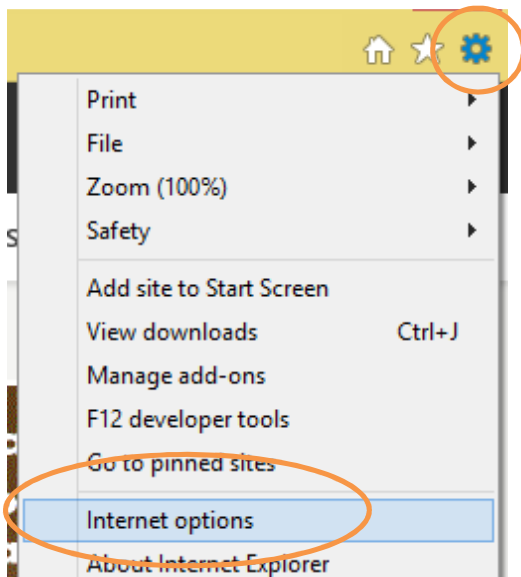 Print
File
Zoom (100%)
Safety
Add site to Start Screen
View downloads Ctrl+J
Manage add-ons
F12 developer tools
Go to pinned sites
Internet options
About Internet Explorer